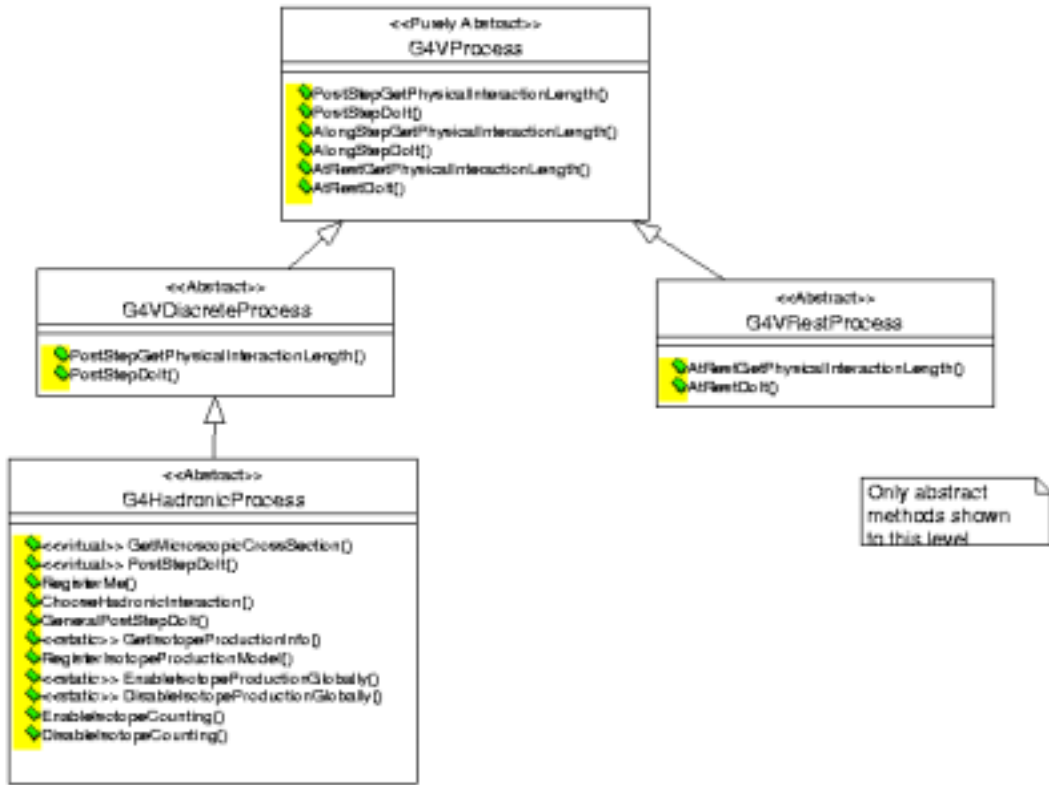 <<Purely Abstract>>
G4VProcess
PostStepGetPhysicalInteractionLength()
PostStepDoIt()
AlongStepGetPhysicalInteractionLength()
AlongStepDoIt()
AtRestGetPhysicalInteractionLength()
AtRestDoIt()
<<Abstract>>
G4VDiscreteProcess
PostStepGetPhysicalInteractionLength()
PostStepDoIt()
<<Abstract>>
G4VRestProcess
AtRestGetPhysicalInteractionLength()
AtRestDoIt()
<<Abstract>>
G4HadronicProcess
<<virtual>> GetMicroscopicCrossSection()
<<virtual>> PostStepDoIt()
RegisterMe()
ChooseHadronicInteraction()
GeneralPostStepDoIt()
<<static>> GetIsotopeProductionInfo()
RegisterIsotopeProductionModel()
<<static>> EnableIsotopeProductionGlobally()
<<static>> DisableIsotopeProductionGlobally()
EnableIsotopeCounting()
DisableIsotopeCounting()
Only abstract
methods shown
to this level